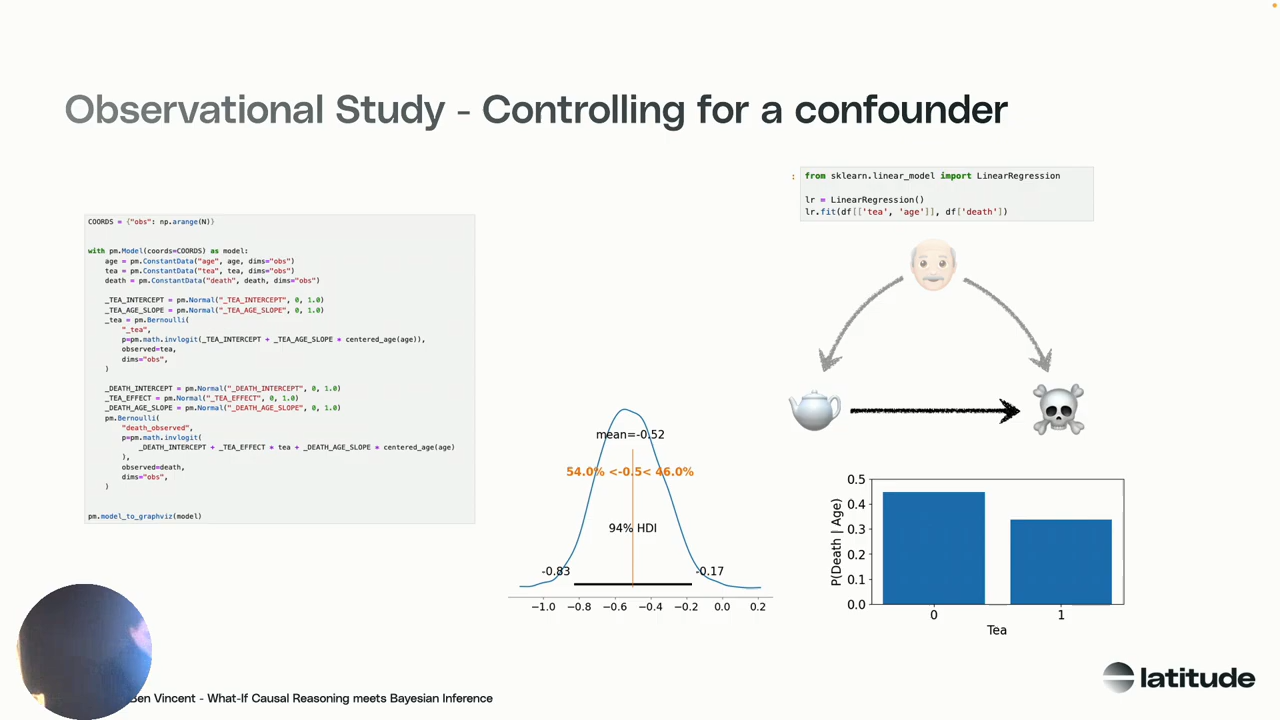 Observational Study - Controlling for a confounder
: from sklearn.linear_model import LinearRegression
lr = LinearRegression()
lr.fit(df[['tea', 'age']], df['death'])
COORDS = {"obs": np.arange(N)}
with pm.Model(coords=COORDS) as model:
age = pm.ConstantData("age", age, dims="obs")
tea = pm.ConstantData("tea", tea, dims="obs")
death = pm.ConstantData("death", death, dims="obs")
_TEA_INTERCEPT = pm.Normal("_TEA_INTERCEPT", 0, 1.0)
_TEA_AGE_SLOPE = pm.Normal("_TEA_AGE_SLOPE", 0, 1.0)
_tea = pm.Bernoulli(
"_tea",
p=pm.math.invlogit(_TEA_INTERCEPT + _TEA_AGE_SLOPE * centered_age(age)),
observed=tea,
dims="obs",
)
_DEATH_INTERCEPT = pm.Normal("_DEATH_INTERCEPT", 0, 1.0)
_TEA_EFFECT = pm.Normal("_TEA_EFFECT", 0, 1.0)
_DEATH_AGE_SLOPE = pm.Normal("_DEATH_AGE_SLOPE", 0, 1.0)
pm.Bernoulli(
"death_observed",
p=pm.math.invlogit(
_DEATH_INTERCEPT + _TEA_EFFECT * tea + _DEATH_AGE_SLOPE * centered_age(age)
),
observed=death,
dims="obs",
)
pm.model_to_graphviz(model)
mean=-0.52
54.0% <-0.5< 46.0%
94% HDI
-0.83 -0.17
−1.0 −0.8 −0.6 −0.4 −0.2 0.0 0.2
P(Death | Age)
0.5
0.4
0.3
0.2
0.1
0.0
0 1
Tea
Ben Vincent - What-If Causal Reasoning meets Bayesian Inference
latitude